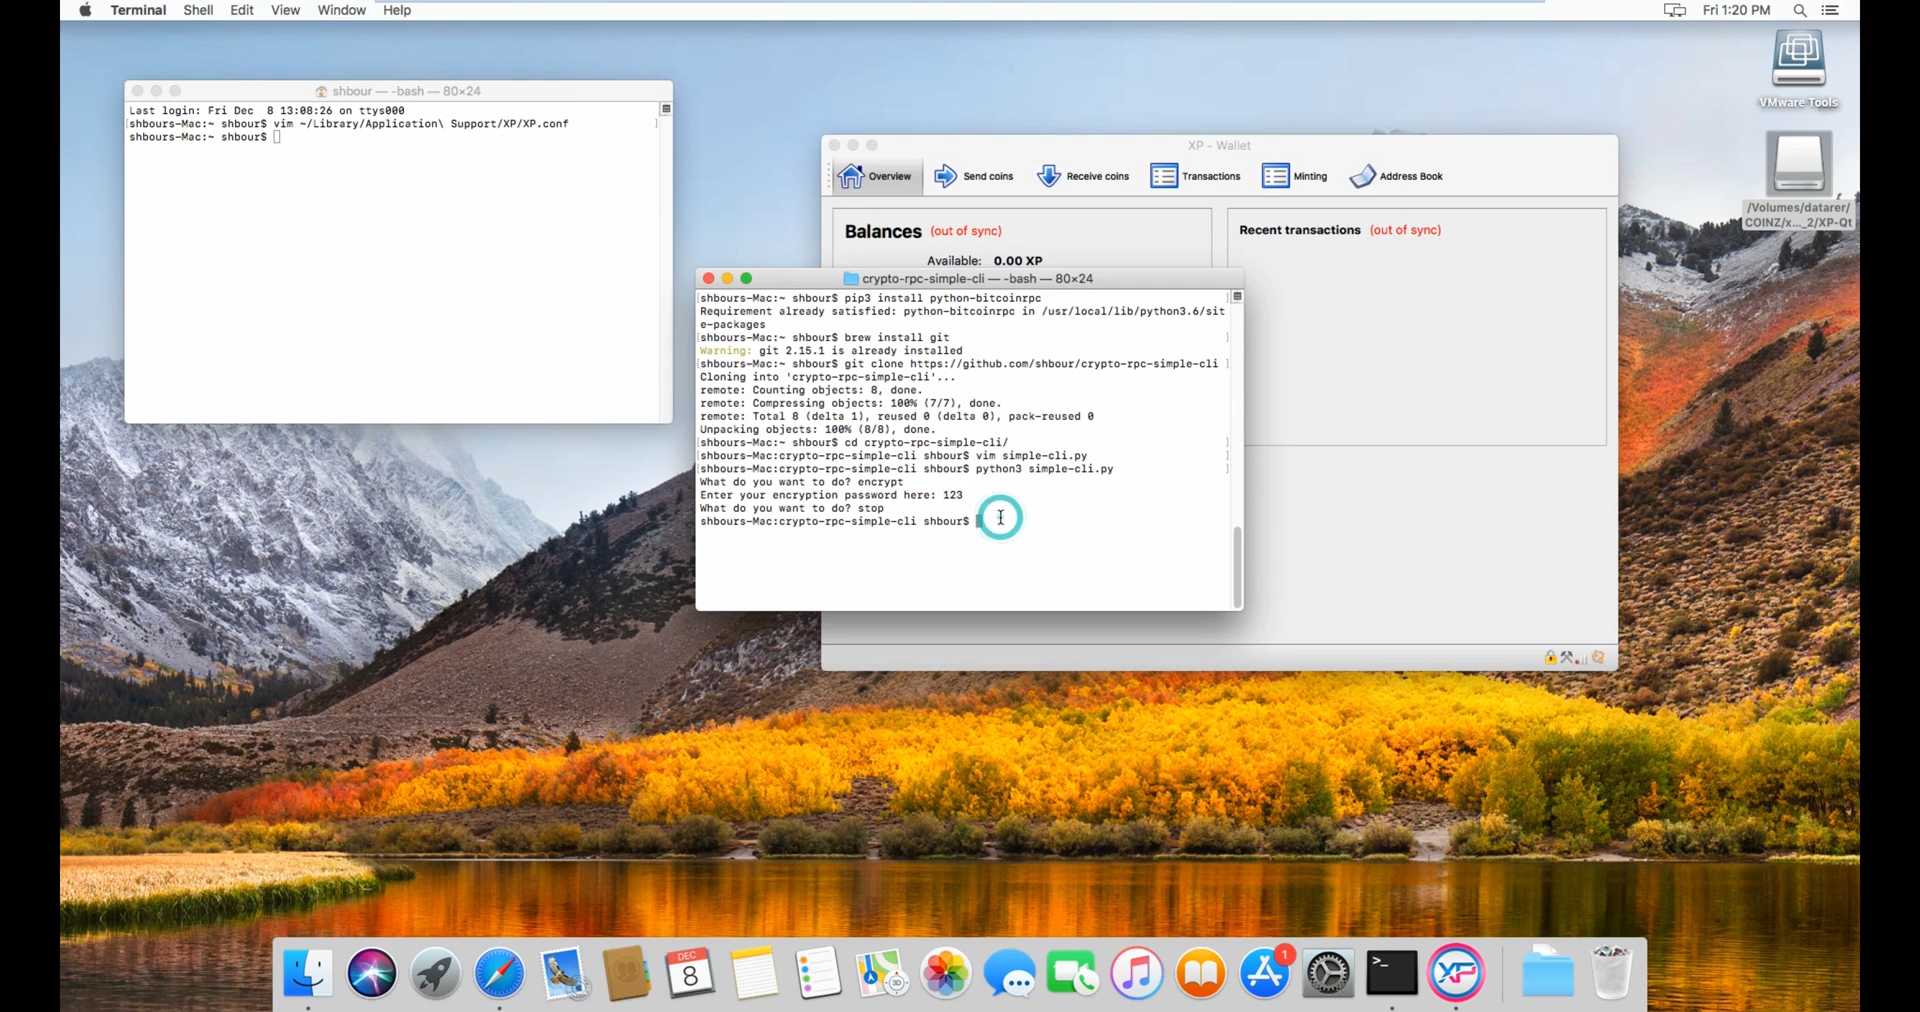 Terminal Shell Edit View Window Help
Fri 1:20 PM
VMware Tools
/Volumes/datarer/
COINZ/x..._2/XP-Qt
shbour — -bash — 80×24
Last login: Fri Dec  8 13:08:26 on ttys000
[shbours-Mac:~ shbour$ vim ~/Library/Application\ Support/XP/XP.conf ]
shbours-Mac:~ shbour$
XP - Wallet
Overview Send coins Receive coins Transactions Minting Address Book
Balances (out of sync)
Available: 0.00 XP
Recent transactions (out of sync)
crypto-rpc-simple-cli — -bash — 80×24
[shbours-Mac:~ shbour$ pip3 install python-bitcoinrpc ]
Requirement already satisfied: python-bitcoinrpc in /usr/local/lib/python3.6/sit
e-packages
[shbours-Mac:~ shbour$ brew install git ]
Warning: git 2.15.1 is already installed
[shbours-Mac:~ shbour$ git clone https://github.com/shbour/crypto-rpc-simple-cli ]
Cloning into 'crypto-rpc-simple-cli'...
remote: Counting objects: 8, done.
remote: Compressing objects: 100% (7/7), done.
remote: Total 8 (delta 1), reused 0 (delta 0), pack-reused 0
Unpacking objects: 100% (8/8), done.
[shbours-Mac:~ shbour$ cd crypto-rpc-simple-cli/ ]
[shbours-Mac:crypto-rpc-simple-cli shbour$ vim simple-cli.py ]
[shbours-Mac:crypto-rpc-simple-cli shbour$ python3 simple-cli.py ]
What do you want to do? encrypt
Enter your encryption password here: 123
What do you want to do? stop
shbours-Mac:crypto-rpc-simple-cli shbour$
DEC
8
3D
1
>_
XP